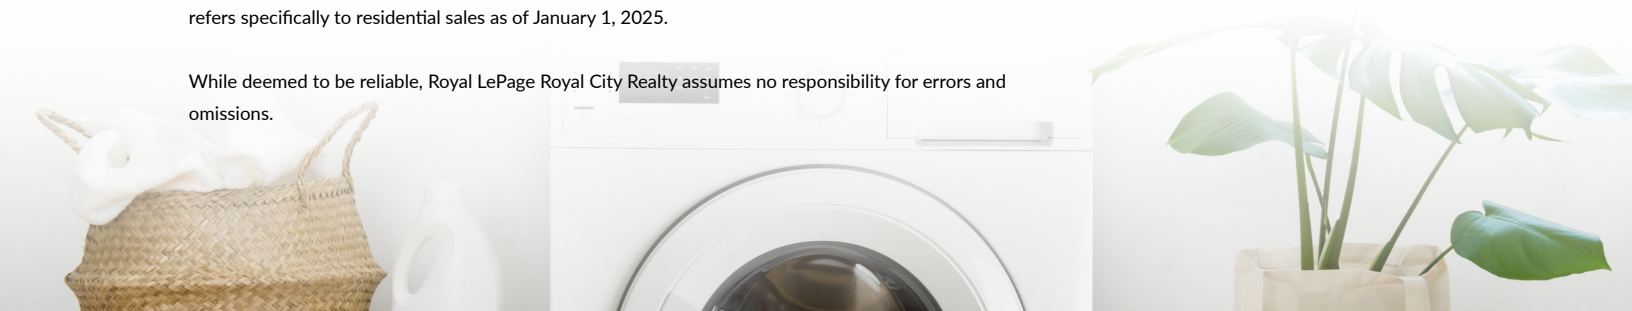 refers specifically to residential sales as of January 1, 2025.
While deemed to be reliable, Royal LePage Royal City Realty assumes no responsibility for errors and
omissions.